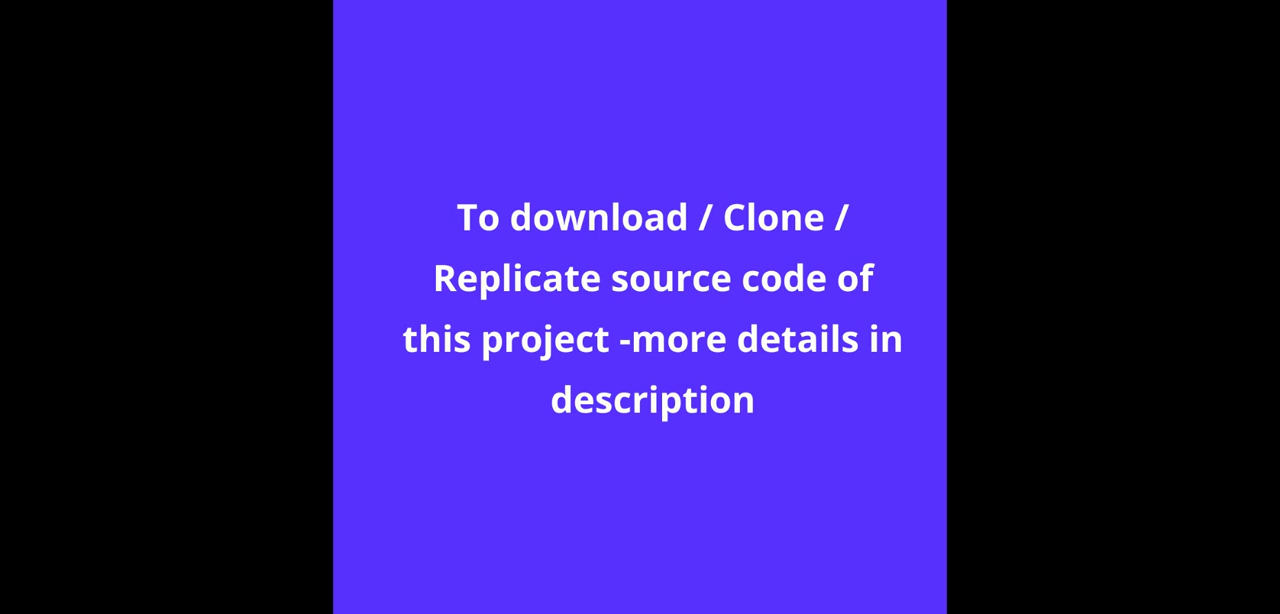 To download / Clone /
Replicate source code of
this project -more details in
description